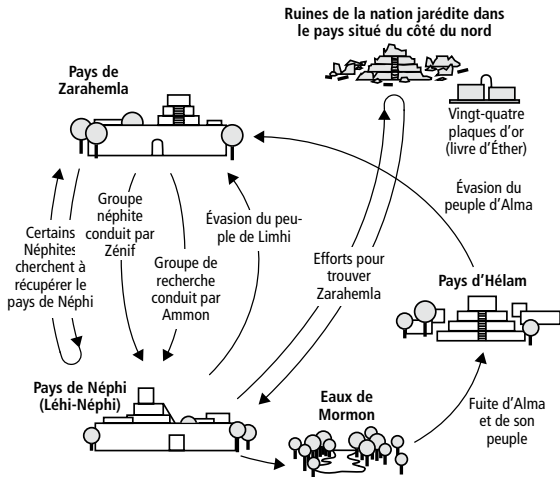 Ruines de la nation jarédite dans
le pays situé du côté du nord
Pays de
Zarahemla
Vingt-quatre
plaques d'or
(livre d'Éther)
Certains
Néphites
cherchent à
récupérer le
pays de Néphi
Groupe
néphite
conduit par
Zénif
Groupe de
recherche
conduit par
Ammon
Évasion du peu-
ple de Limhi
Efforts pour
trouver
Zarahemla
Évasion du
peuple d'Alma
Pays d'Hélam
Pays de Néphi
(Léhi-Néphi)
Eaux de
Mormon
Fuite d'Alma
et de son
peuple